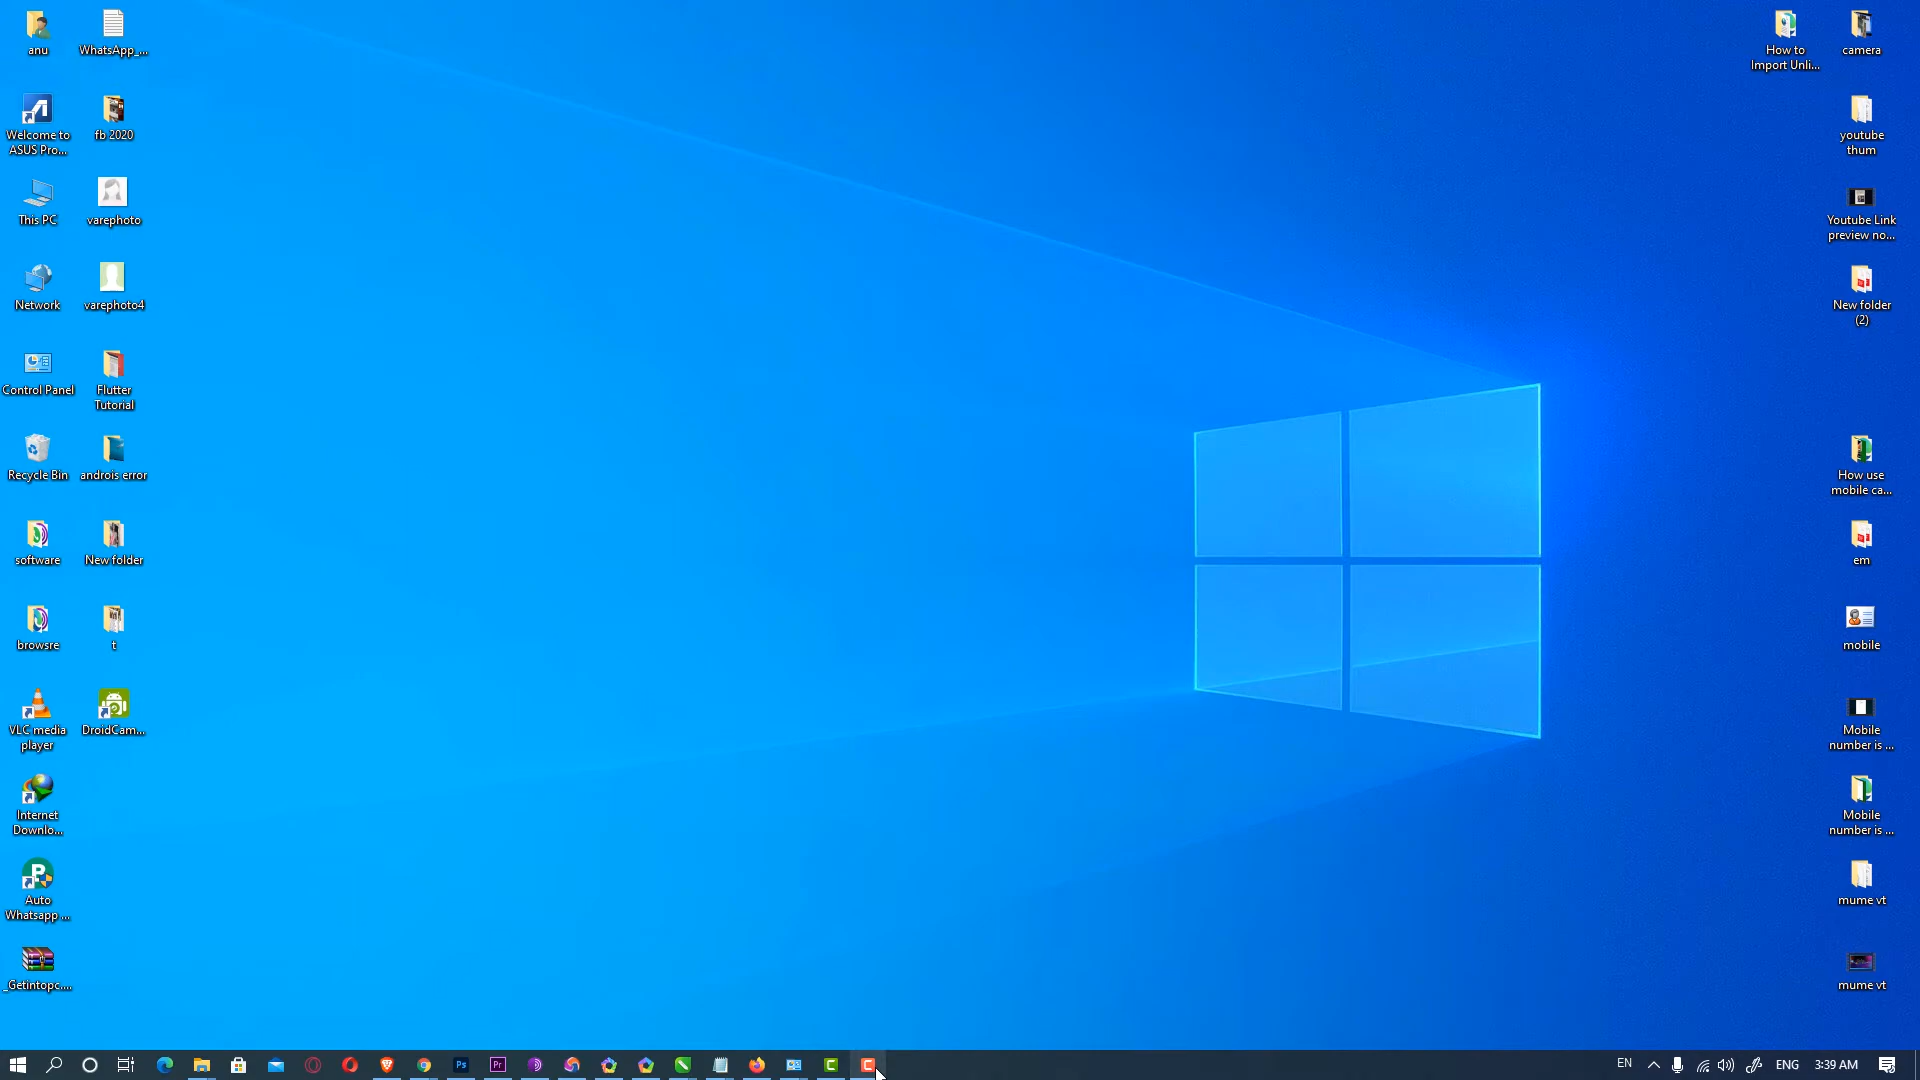 anu
WhatsApp_...
Welcome to
ASUS Pro...
fb 2020
This PC
varephoto
Network
varephoto4
Control Panel
Flutter
Tutorial
Recycle Bin
androis error
software
New folder
browsre
t
VLC media
player
DroidCam...
Internet
Downlo...
Auto
Whatsapp ...
_Getintopc....
How to
Import Unli...
camera
youtube
thum
Youtube Link
preview no...
New folder
(2)
How use
mobile ca...
em
mobile
Mobile
number is ...
Mobile
number is ...
mume vt
mume vt
Ps
Pr
EN
ENG
3:39 AM